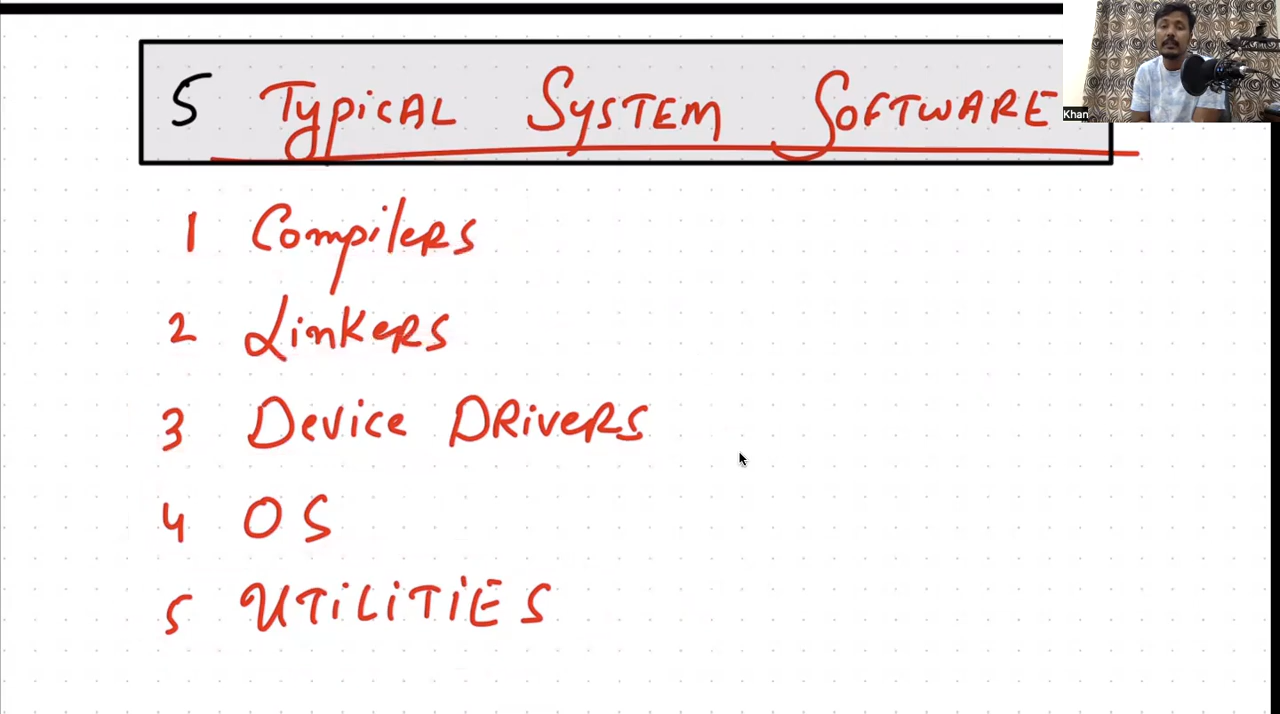 5 Typical System Software
Khan
1 Compilers
2 Linkers
3 Device Drivers
4 OS
5 Utilities